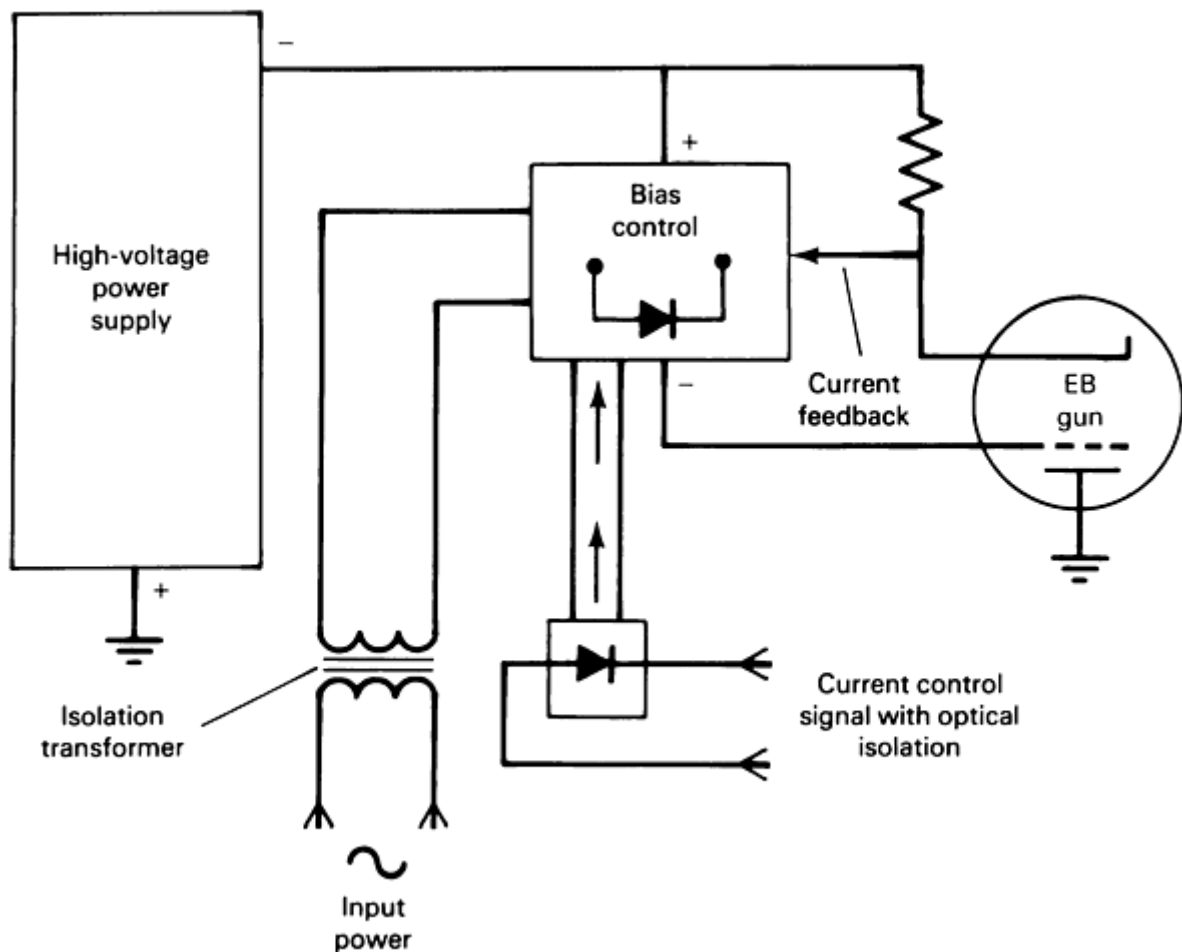 −
+
Bias
control
High-voltage
power
supply
−
Current
feedback
EB
gun
+
Isolation
transformer
Current control
signal with optical
isolation
Input
power